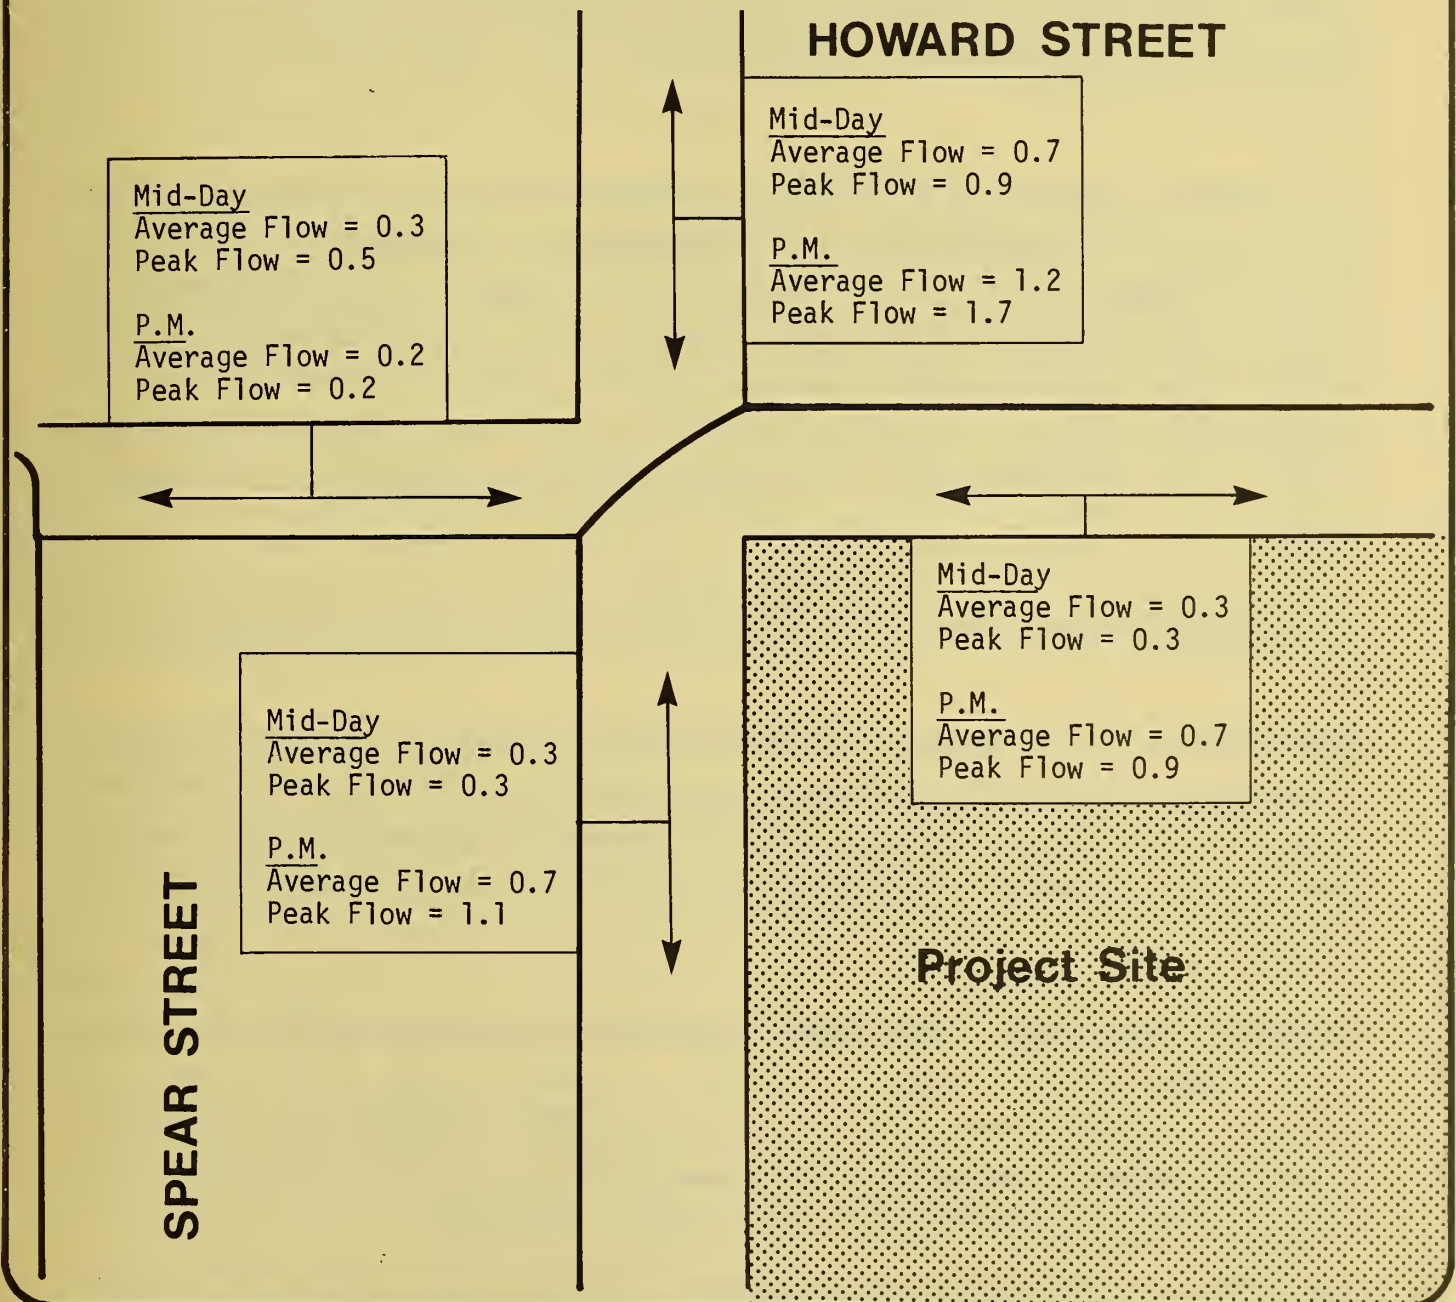 HOWARD STREET
Mid-Day
Average Flow = 0.7
Peak Flow = 0.9
P.M.
Average Flow = 1.2
Peak Flow = 1.7
Mid-Day
Average Flow = 0.3
Peak Flow = 0.5
P.M.
Average Flow = 0.2
Peak Flow = 0.2
Mid-Day
Average Flow = 0.3
Peak Flow = 0.3
P.M.
Average Flow = 0.7
Peak Flow = 0.9
Mid-Day
Average Flow = 0.3
Peak Flow = 0.3
P.M.
Average Flow = 0.7
Peak Flow = 1.1
SPEAR STREET
Project Site